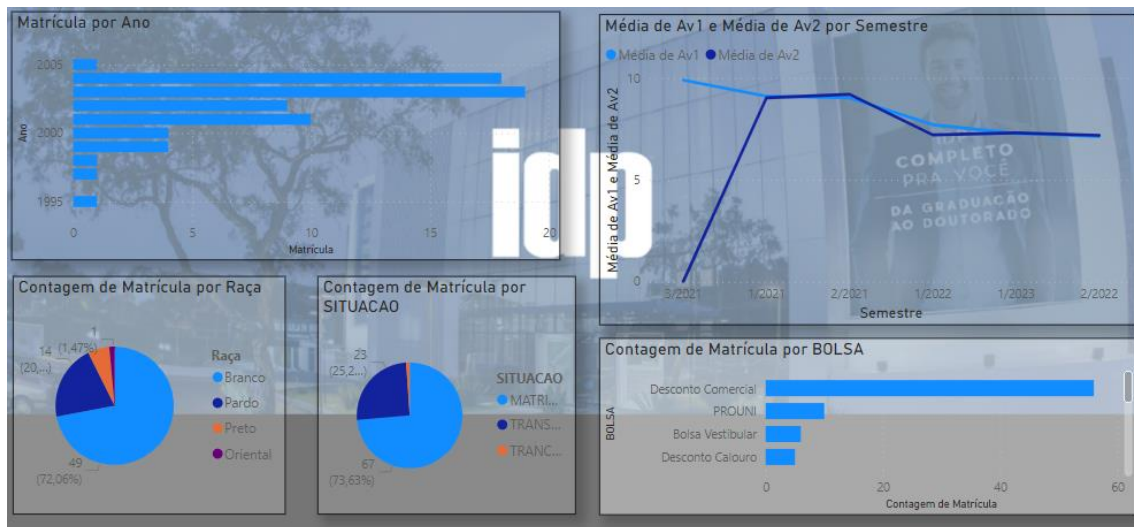 Matrícula por Ano
2005
2000
1995
Ano
0
5
10
15
20
Matrícula
Média de Av1 e Média de Av2 por Semestre
Média de Av1
Média de Av2
10
5
0
Média de Av1 e Média de Av2
3/2021
1/2021
2/2021
1/2022
1/2023
2/2022
Semestre
idp
COMPLETO
PRA VOCÊ
DA GRADUAÇÃO
AO DOUTORADO
Contagem de Matrícula por Raça
1
(1,47%)
14
(20,...)
49
(72,06%)
Raça
Branco
Pardo
Preto
Oriental
Contagem de Matrícula por
SITUACAO
23
(25,2...)
67
(73,63%)
SITUACAO
MATRI...
TRANS...
TRANC...
Contagem de Matrícula por BOLSA
BOLSA
Desconto Comercial
PROUNI
Bolsa Vestibular
Desconto Calouro
0
20
40
60
Contagem de Matrícula